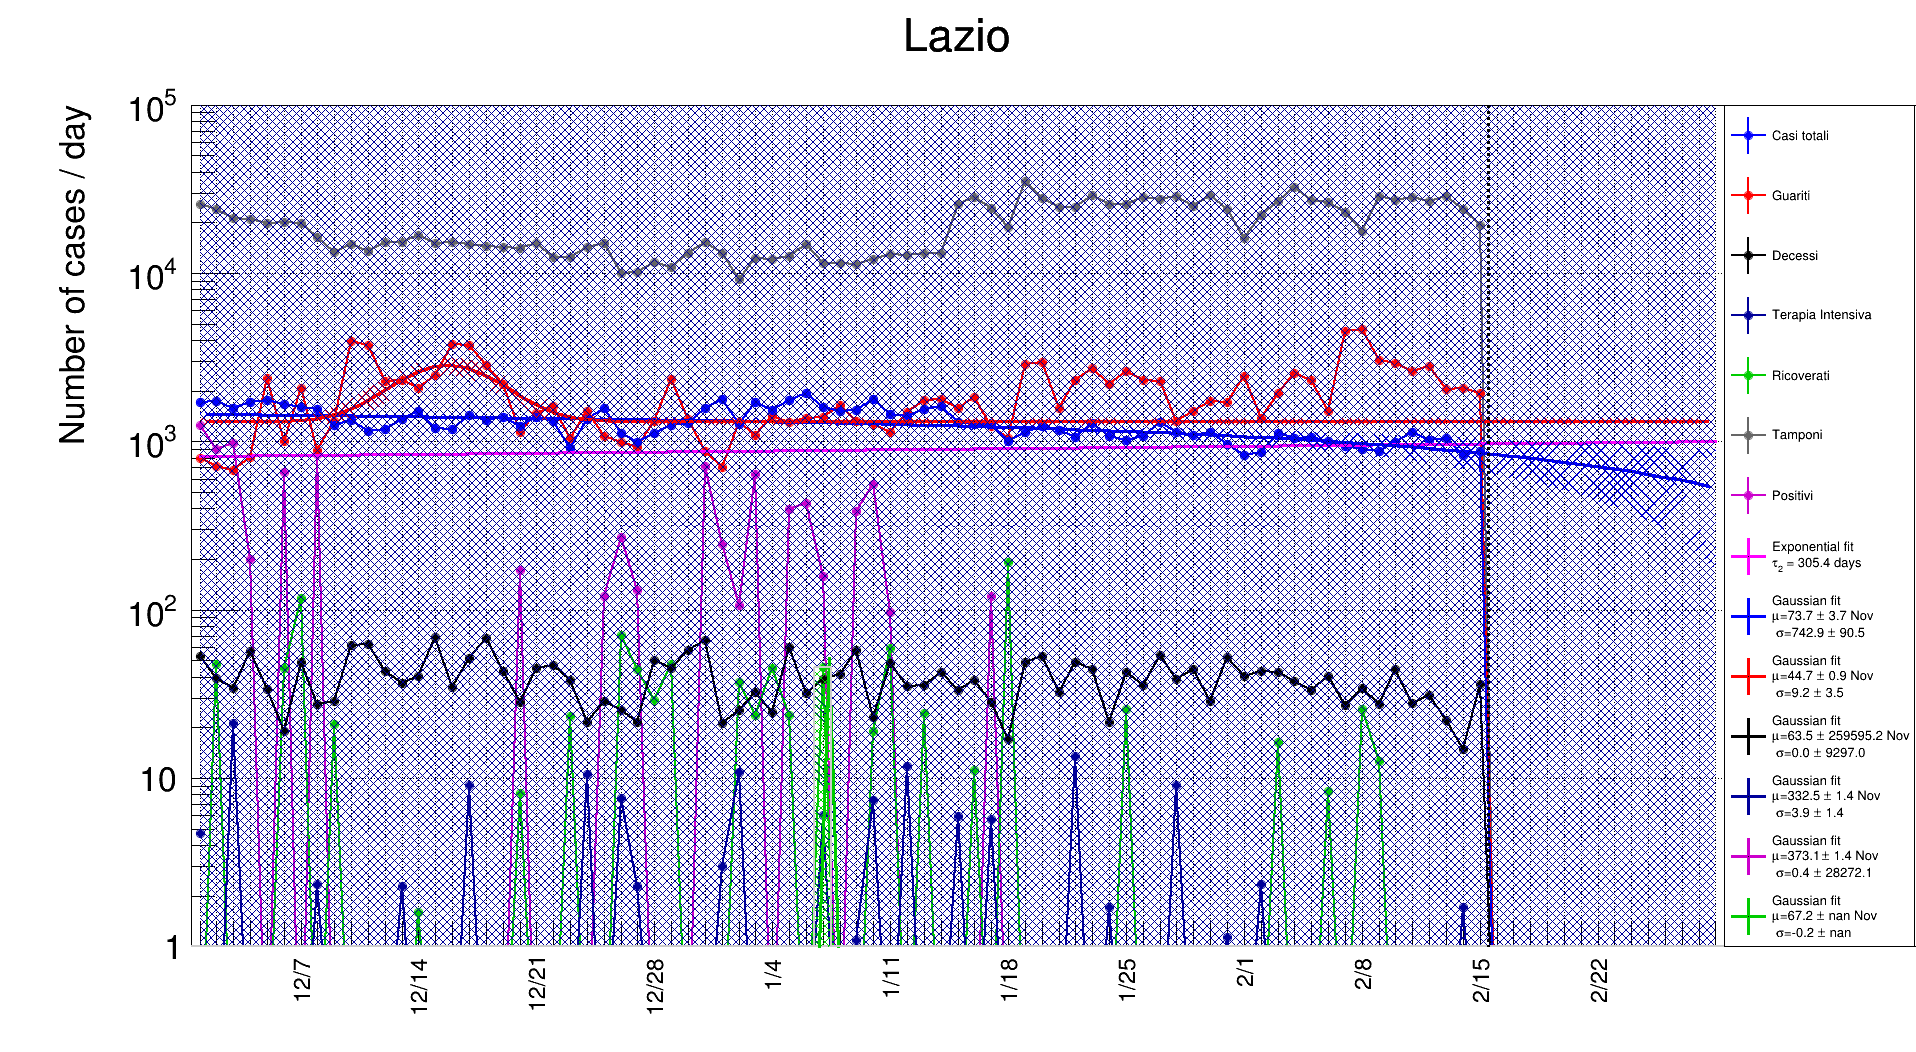 Lazio
Number of cases / day
10^5
10^4
10^3
10^2
10
1
12/7
12/14
12/21
12/28
1/4
1/11
1/18
1/25
2/1
2/8
2/15
2/22
Casi totali
Guariti
Decessi
Terapia Intensiva
Ricoverati
Tamponi
Positivi
Exponential fit
τ_2 = 305.4 days
Gaussian fit
μ=73.7 ± 3.7 Nov
σ=742.9 ± 90.5
Gaussian fit
μ=44.7 ± 0.9 Nov
σ=9.2 ± 3.5
Gaussian fit
μ=63.5 ± 259595.2 Nov
σ=0.0 ± 9297.0
Gaussian fit
μ=332.5 ± 1.4 Nov
σ=3.9 ± 1.4
Gaussian fit
μ=373.1 ± 1.4 Nov
σ=0.4 ± 28272.1
Gaussian fit
μ=67.2 ± nan Nov
σ=-0.2 ± nan